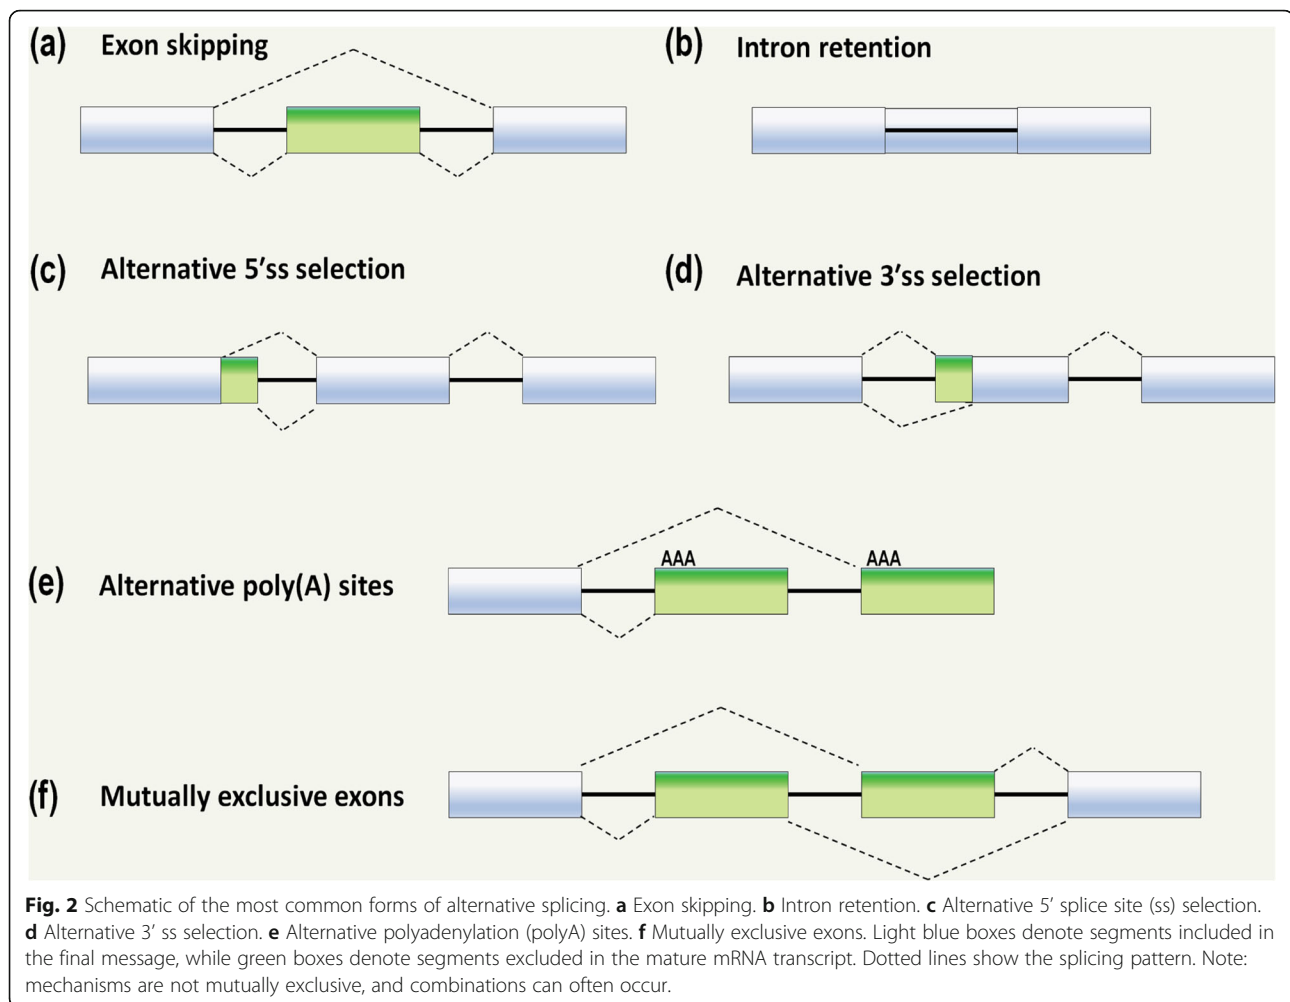 (a) Exon skipping
(b) Intron retention
(c) Alternative 5′ss selection
(d) Alternative 3′ss selection
AAA AAA
(e) Alternative poly(A) sites
(f) Mutually exclusive exons
Fig. 2 Schematic of the most common forms of alternative splicing. a Exon skipping. b Intron retention. c Alternative 5′ splice site (ss) selection.
d Alternative 3′ ss selection. e Alternative polyadenylation (polyA) sites. f Mutually exclusive exons. Light blue boxes denote segments included in
the final message, while green boxes denote segments excluded in the mature mRNA transcript. Dotted lines show the splicing pattern. Note:
mechanisms are not mutually exclusive, and combinations can often occur.